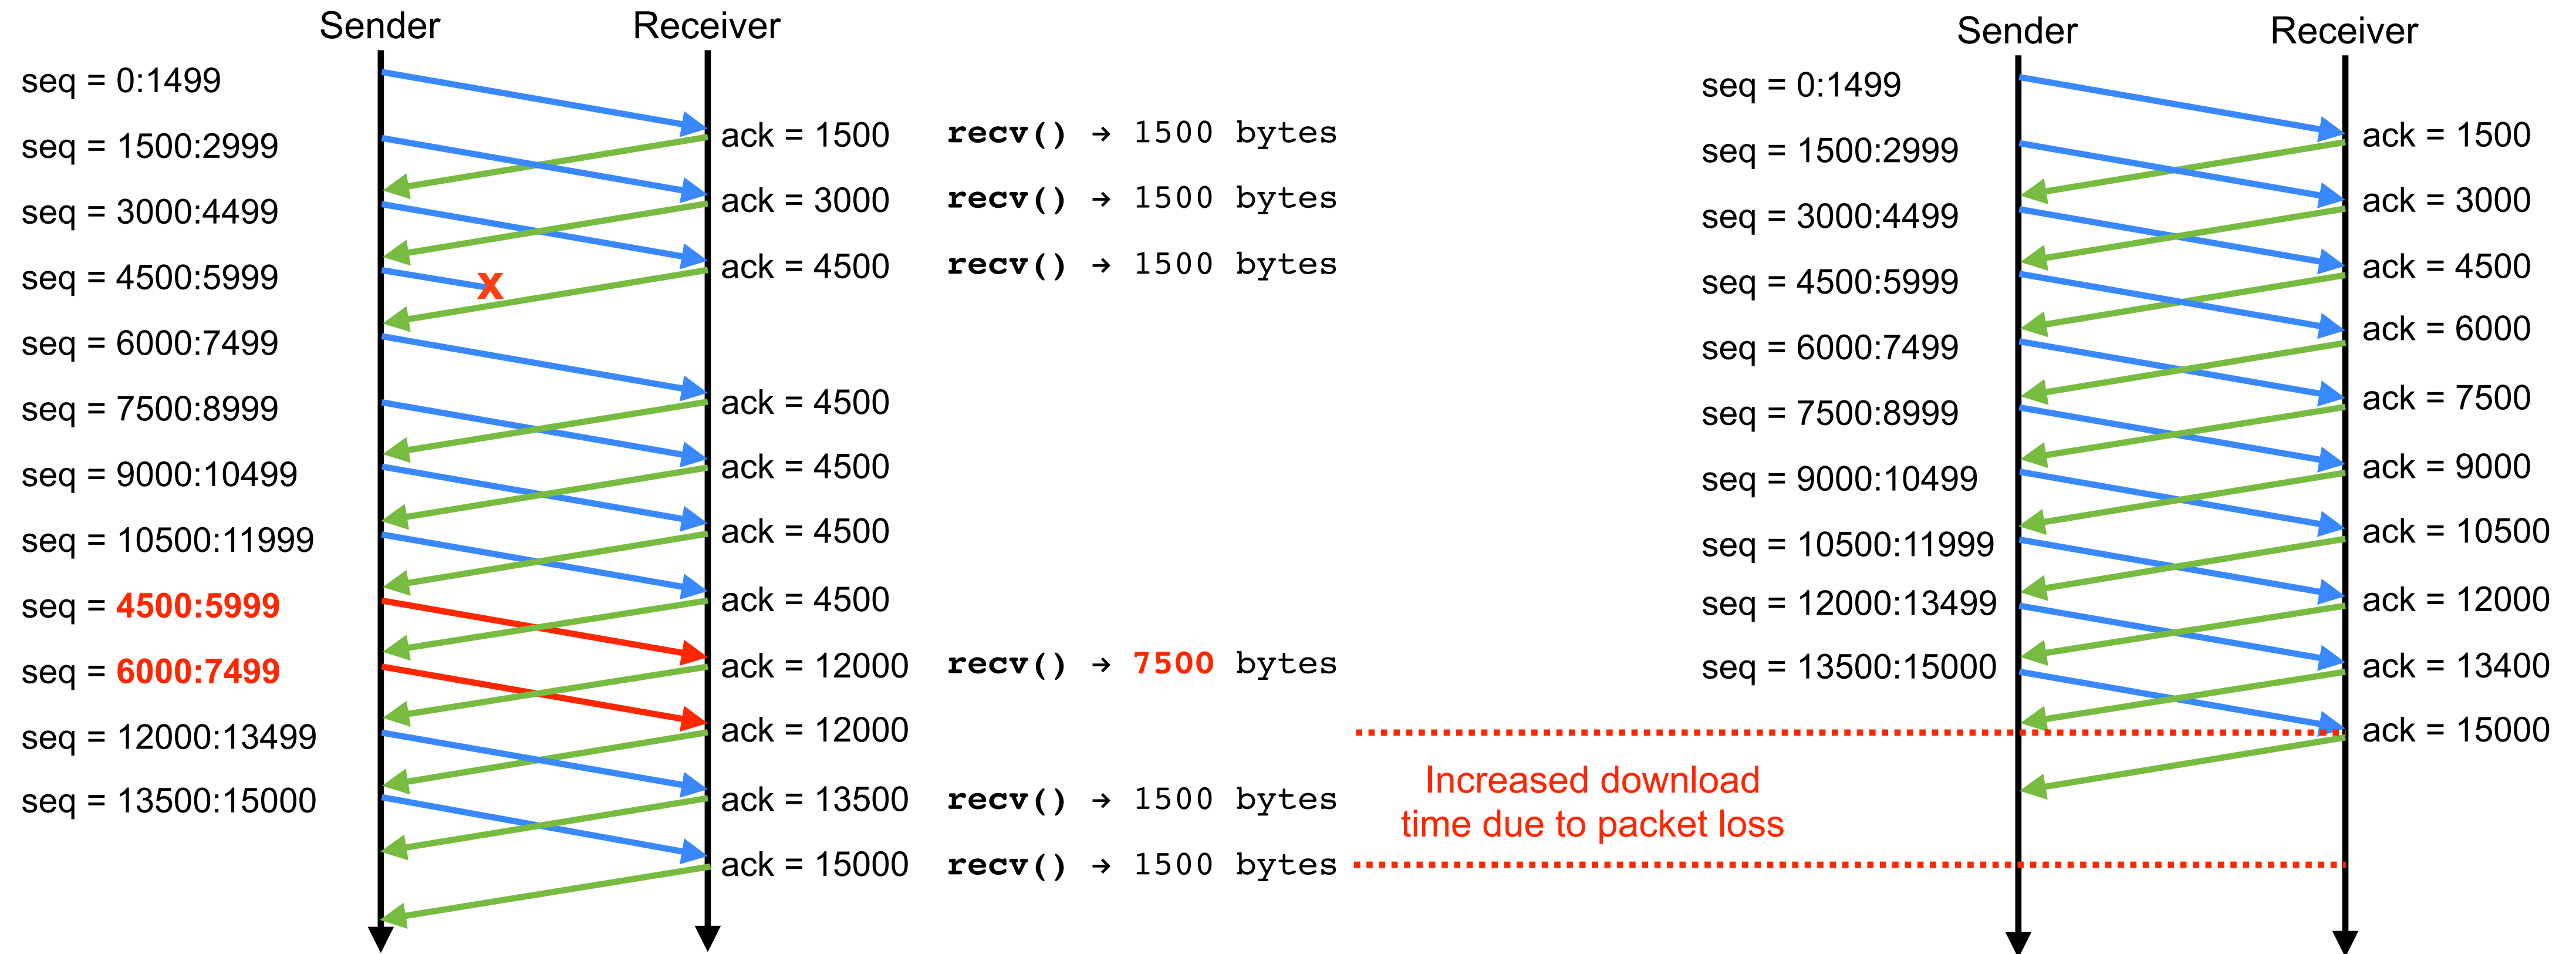 Sender Receiver
seq = 0:1499
ack = 1500 recv() → 1500 bytes
seq = 1500:2999
ack = 3000 recv() → 1500 bytes
seq = 3000:4499
ack = 4500 recv() → 1500 bytes
seq = 4500:5999
X
seq = 6000:7499
ack = 4500
seq = 7500:8999
ack = 4500
seq = 9000:10499
ack = 4500
seq = 10500:11999
ack = 4500
seq = 4500:5999
ack = 12000 recv() → 7500 bytes
seq = 6000:7499
ack = 12000
seq = 12000:13499
ack = 13500 recv() → 1500 bytes
seq = 13500:15000
ack = 15000 recv() → 1500 bytes
Increased download
time due to packet loss
Sender Receiver
seq = 0:1499
ack = 1500
seq = 1500:2999
ack = 3000
seq = 3000:4499
ack = 4500
seq = 4500:5999
ack = 6000
seq = 6000:7499
ack = 7500
seq = 7500:8999
ack = 9000
seq = 9000:10499
ack = 10500
seq = 10500:11999
ack = 12000
seq = 12000:13499
ack = 13400
seq = 13500:15000
ack = 15000